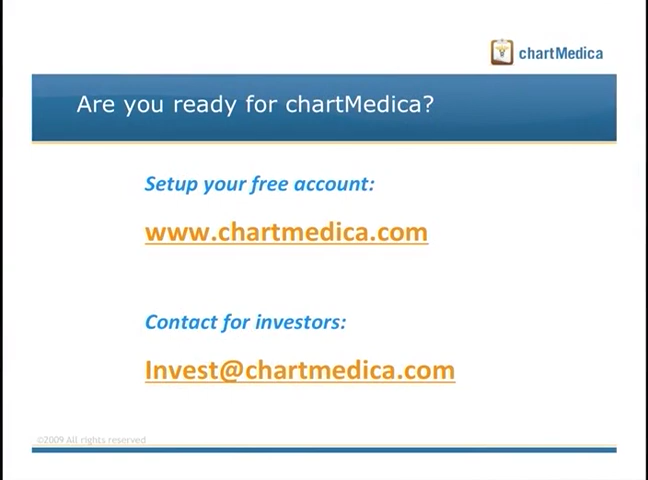 chartMedica
Are you ready for chartMedica?
Setup your free account:
www.chartmedica.com
Contact for investors:
Invest@chartmedica.com
©2009 All rights reserved